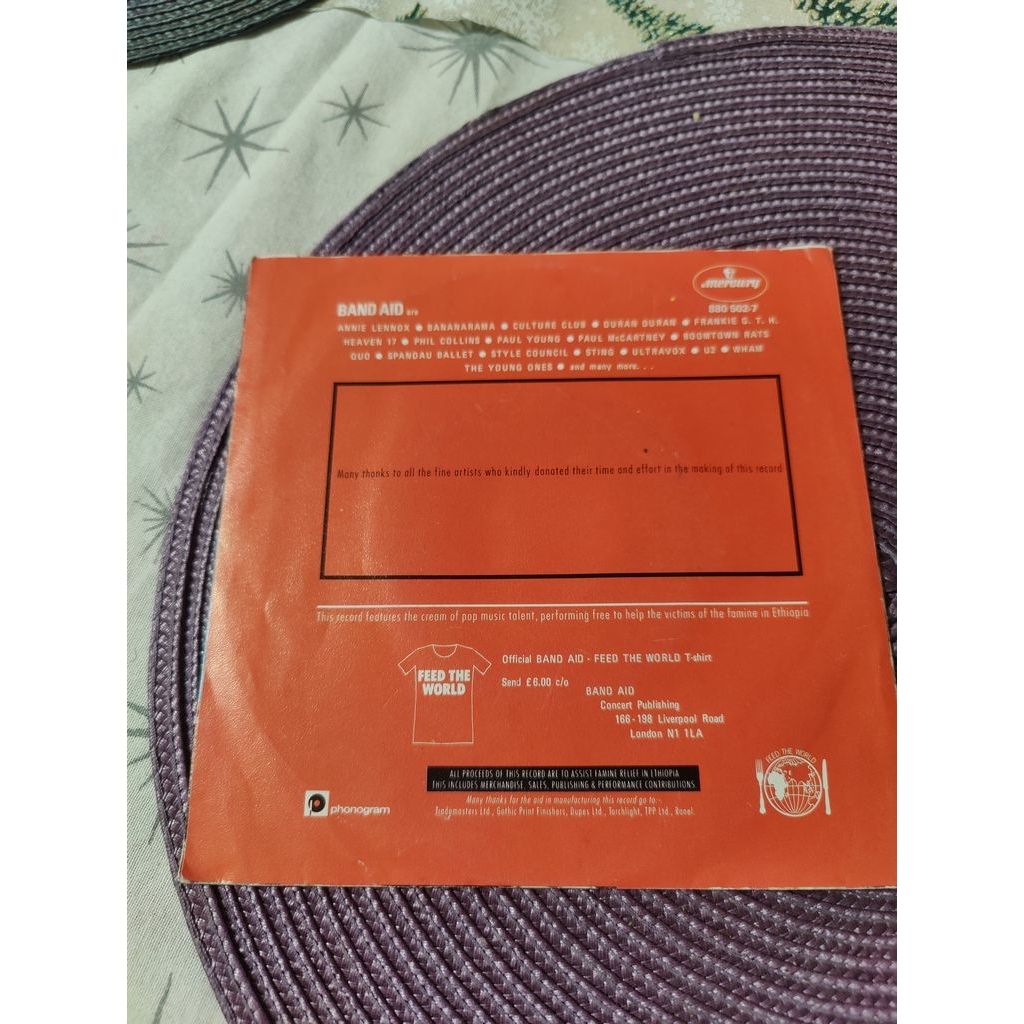 mercury
880 502-7
BAND AID are
ANNIE LENNOX ● BANANARAMA ● CULTURE CLUB ● DURAN DURAN ● FRANKIE G. T. H.
HEAVEN 17 ● PHIL COLLINS ● PAUL YOUNG ● PAUL McCARTNEY ● BOOMTOWN RATS
QUO ● SPANDAU BALLET ● STYLE COUNCIL ● STING ● ULTRAVOX ● U2 ● WHAM
THE YOUNG ONES ● and many more. . .
Many thanks to all the fine artists who kindly donated their time and effort in the making of this record
This record features the cream of pop music talent, performing free to help the victims of the famine in Ethiopia
FEED THE
WORLD
Official BAND AID - FEED THE WORLD T-shirt
Send £6.00 c/o
BAND AID
Concert Publishing
166-198 Liverpool Road
London N1 1LA
FEED THE WORLD
ALL PROCEEDS OF THIS RECORD ARE TO ASSIST FAMINE RELIEF IN ETHIOPIA
THIS INCLUDES MERCHANDISE, SALES, PUBLISHING & PERFORMANCE CONTRIBUTIONS
phonogram
Many thanks for the aid in manufacturing this record go to:-
Tradymasters Ltd., Gothic Print Finishers, Dupes Ltd., Torchlight, TPP Ltd., Ranel.